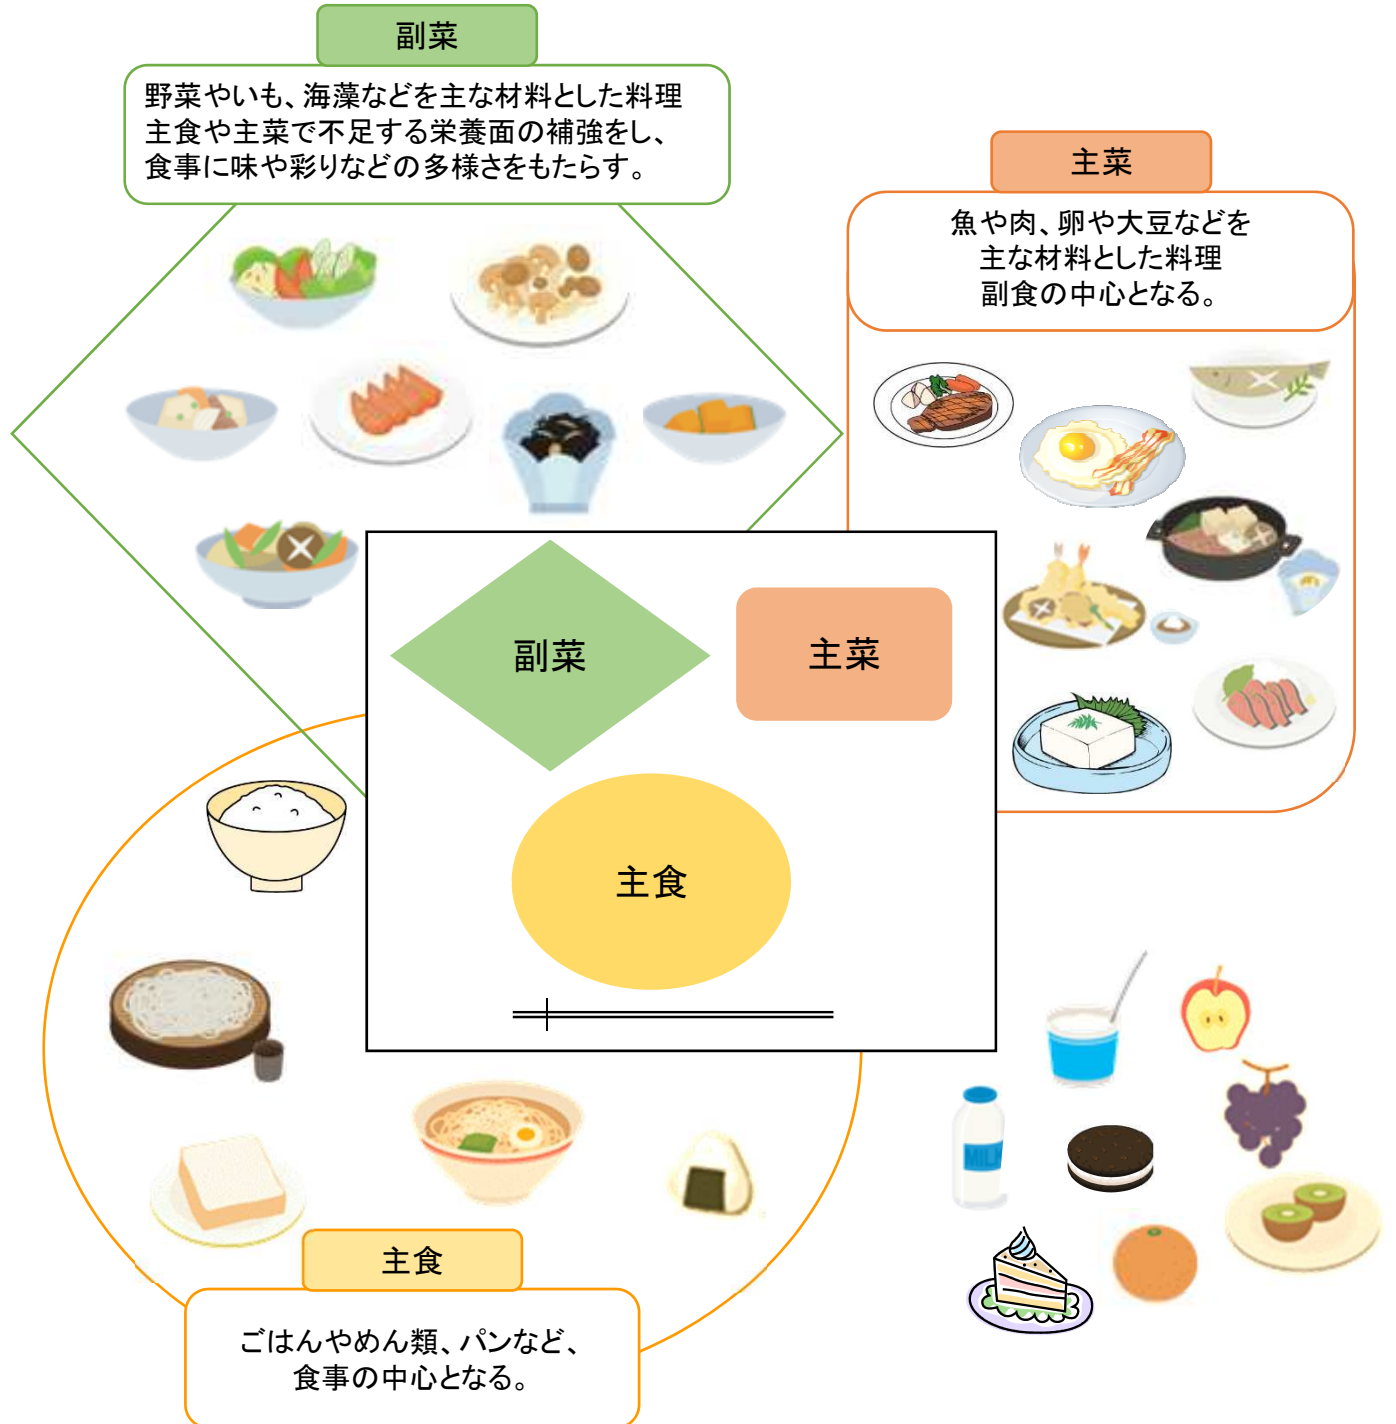 副菜
野菜やいも、海藻などを主な材料とした料理
主食や主菜で不足する栄養面の補強をし、
食事に味や彩りなどの多様さをもたらす。
主菜
魚や肉、卵や大豆などを
主な材料とした料理
副食の中心となる。
副菜
主菜
主食
MILK
主食
ごはんやめん類、パンなど、
食事の中心となる。